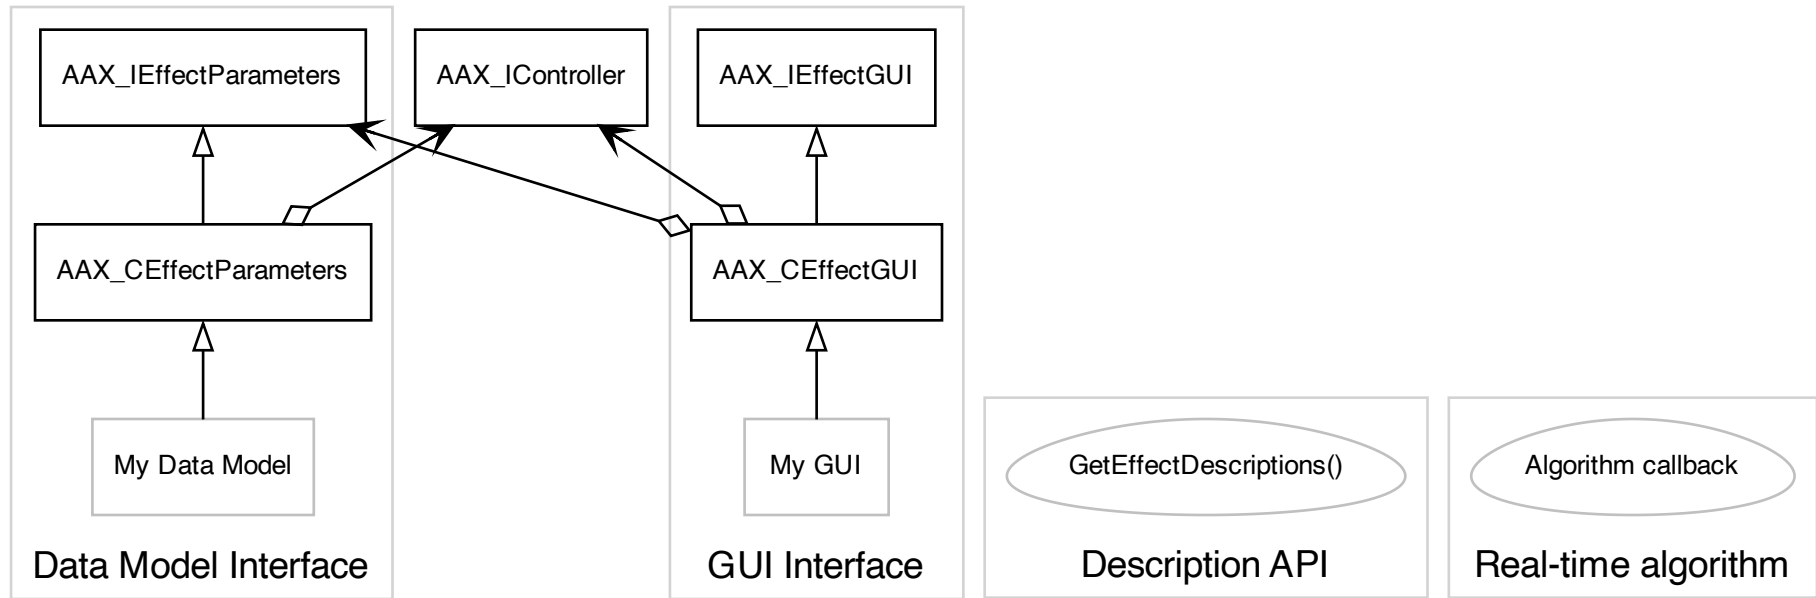 AAX_IEffectParameters
AAX_IController
AAX_IEffectGUI
AAX_CEffectParameters
AAX_CEffectGUI
My Data Model
My GUI
GetEffectDescriptions()
Algorithm callback
Data Model Interface
GUI Interface
Description API
Real-time algorithm